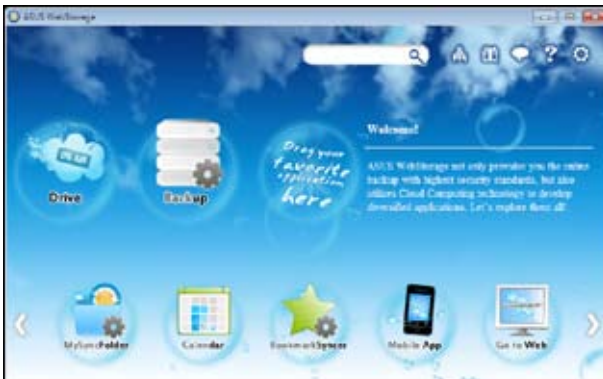 ASUS WebStorage
Drive
Backup
Drag your
favorite
application
here
Welcome!
ASUS WebStorage not only provides you the online
backup with highest security standards, but also
utilizes Cloud Computing technology to develop
diversified applications. Let's explore them all!
MySyncFolder
Calendar
BookmarkSyncer
Mobile App
Go to Web